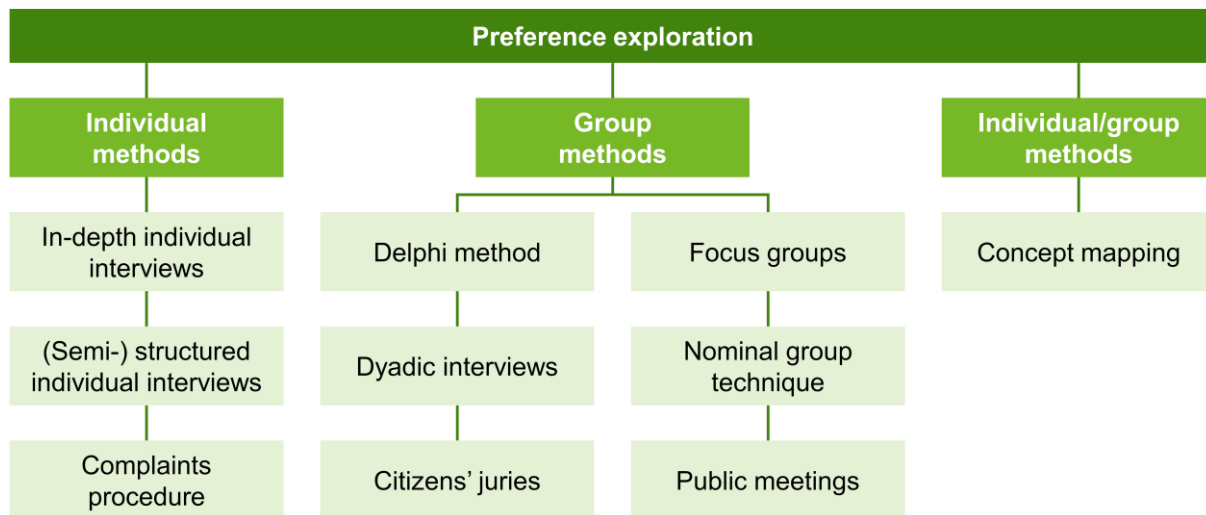 Preference exploration
Individual
methods
Group
methods
Individual/group
methods
In-depth individual
interviews
Delphi method
Focus groups
Concept mapping
(Semi-) structured
individual interviews
Dyadic interviews
Nominal group
technique
Complaints
procedure
Citizens’ juries
Public meetings